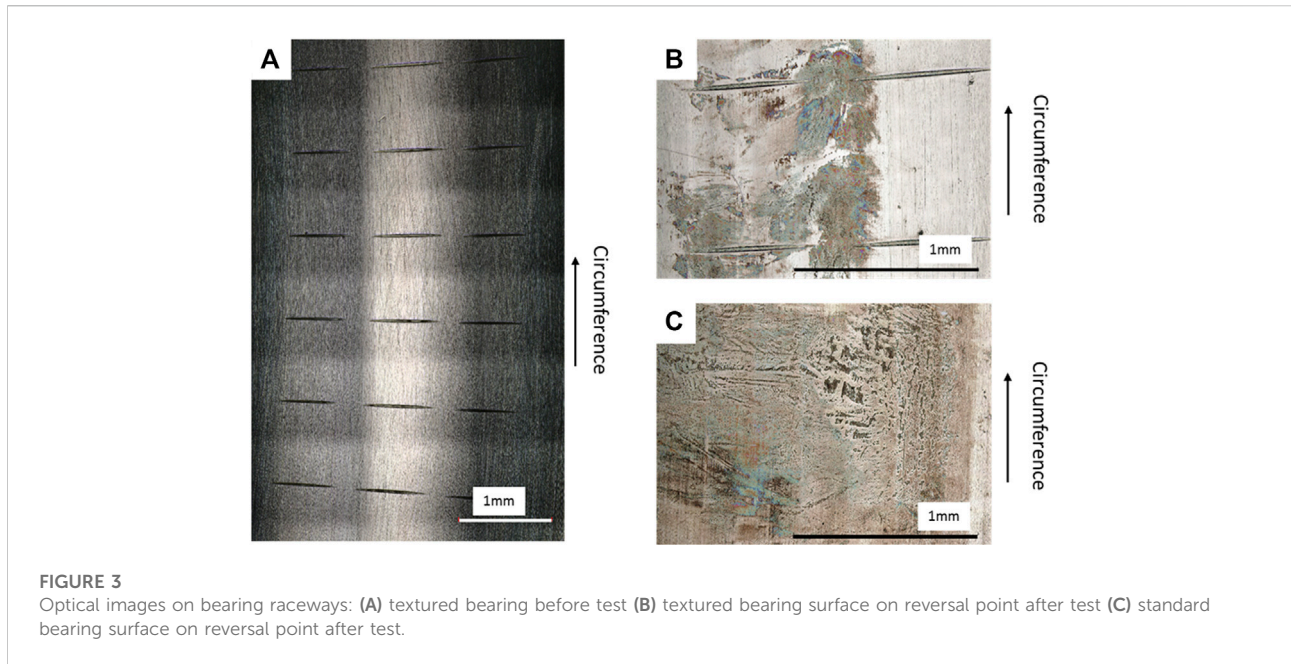 A
Circumference
1mm
B
Circumference
1mm
C
Circumference
1mm
FIGURE 3
Optical images on bearing raceways: (A) textured bearing before test (B) textured bearing surface on reversal point after test (C) standard
bearing surface on reversal point after test.